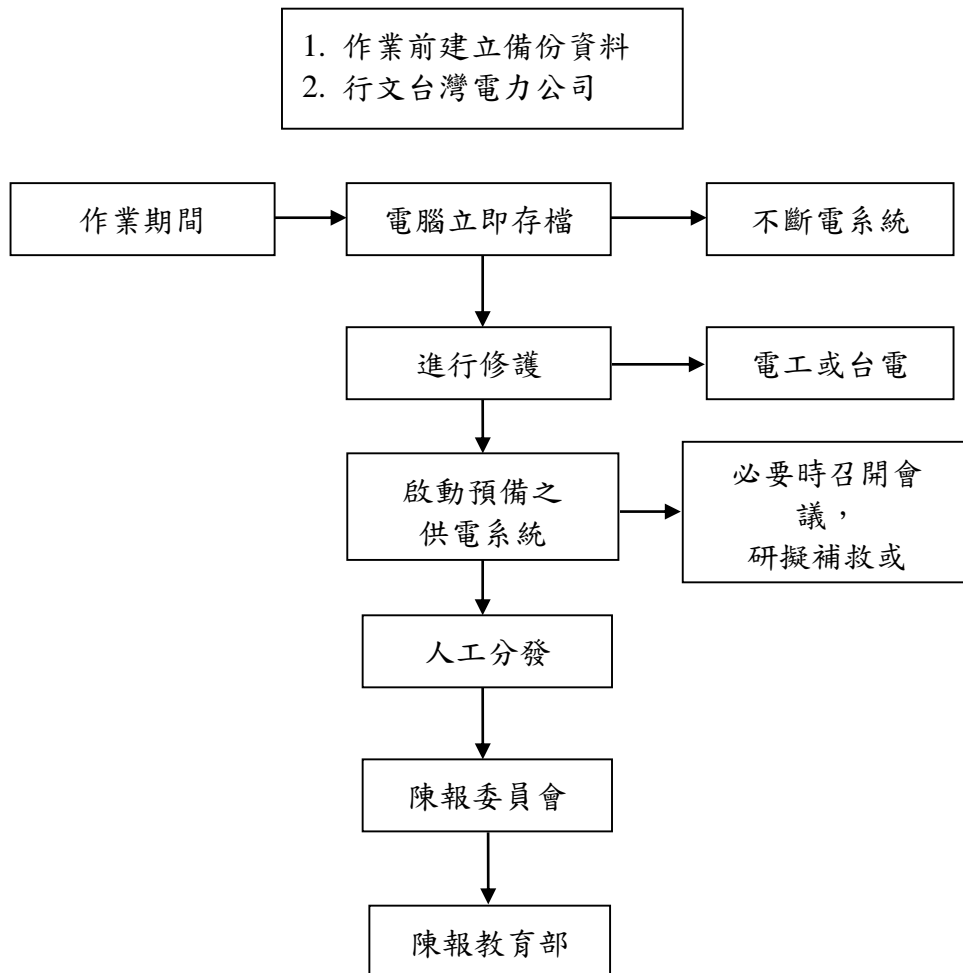 1. 作業前建立備份資料
2. 行文台灣電力公司
作業期間
電腦立即存檔
不斷電系統
進行修護
電工或台電
啟動預備之
供電系統
必要時召開會
議，
研擬補救或
人工分發
陳報委員會
陳報教育部